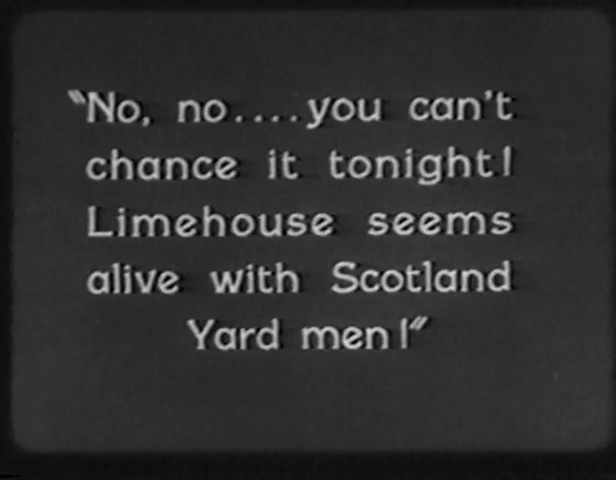 "No, no....you can't
chance it tonight!
Limehouse seems
alive with Scotland
Yard men!"